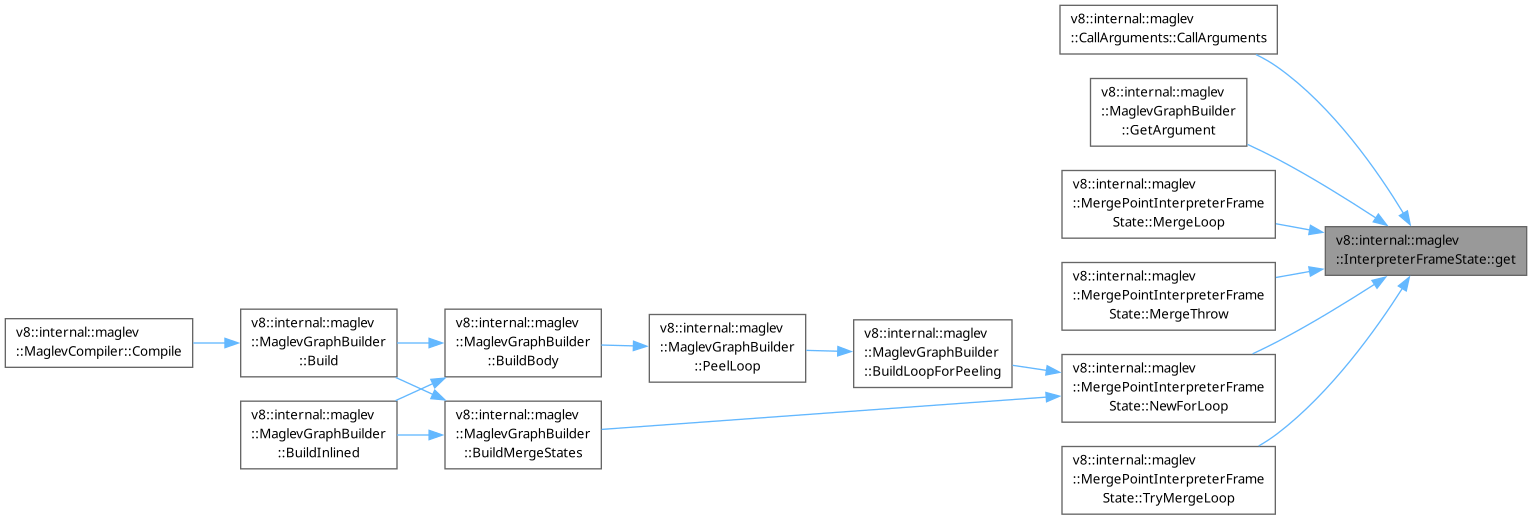 v8::internal::maglev
::CallArguments::CallArguments
v8::internal::maglev
::MaglevGraphBuilder
::GetArgument
v8::internal::maglev
::MergePointInterpreterFrame
State::MergeLoop
v8::internal::maglev
::InterpreterFrameState::get
v8::internal::maglev
::MergePointInterpreterFrame
State::MergeThrow
v8::internal::maglev
::MaglevCompiler::Compile
v8::internal::maglev
::MaglevGraphBuilder
::Build
v8::internal::maglev
::MaglevGraphBuilder
::BuildBody
v8::internal::maglev
::MaglevGraphBuilder
::PeelLoop
v8::internal::maglev
::MaglevGraphBuilder
::BuildLoopForPeeling
v8::internal::maglev
::MergePointInterpreterFrame
State::NewForLoop
v8::internal::maglev
::MaglevGraphBuilder
::BuildInlined
v8::internal::maglev
::MaglevGraphBuilder
::BuildMergeStates
v8::internal::maglev
::MergePointInterpreterFrame
State::TryMergeLoop